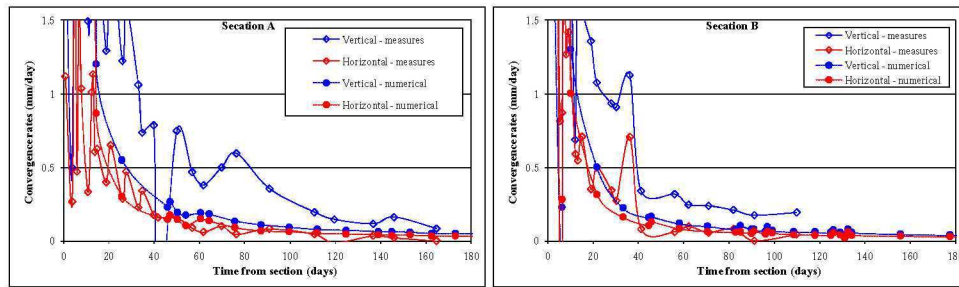 Secation A
Vertical - measures
Horizontal - measures
Vertical - numerical
Horizontal - numerical
Convergence rates (mm/day)
1.5
1
0.5
0
0 20 40 60 80 100 120 140 160
Time from section (days)
Section B
Vertical - measures
Horizontal - measures
Vertical - numerical
Horizontal - numerical
Convergence rates (mm/day)
1.5
1
0.5
0
0 20 40 60 80 100 120 140 160 180
Time from section (days)